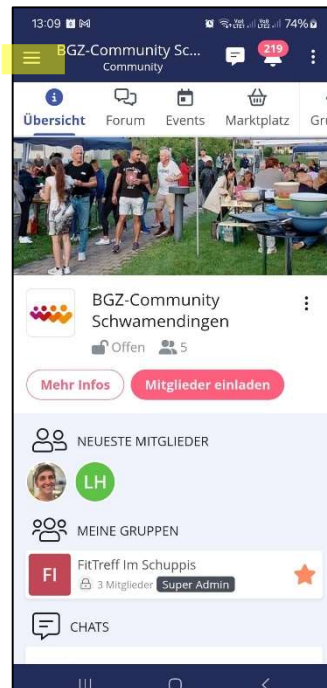 13:09 74%
BGZ-Community Sc...
Community
219
Übersicht Forum Events Marktplatz Gru
BGZ-Community
Schwamendingen
Offen 5
Mehr Infos Mitglieder einladen
NEUESTE MITGLIEDER
LH
MEINE GRUPPEN
FI FitTreff Im Schuppis
3 Mitglieder Super Admin
CHATS